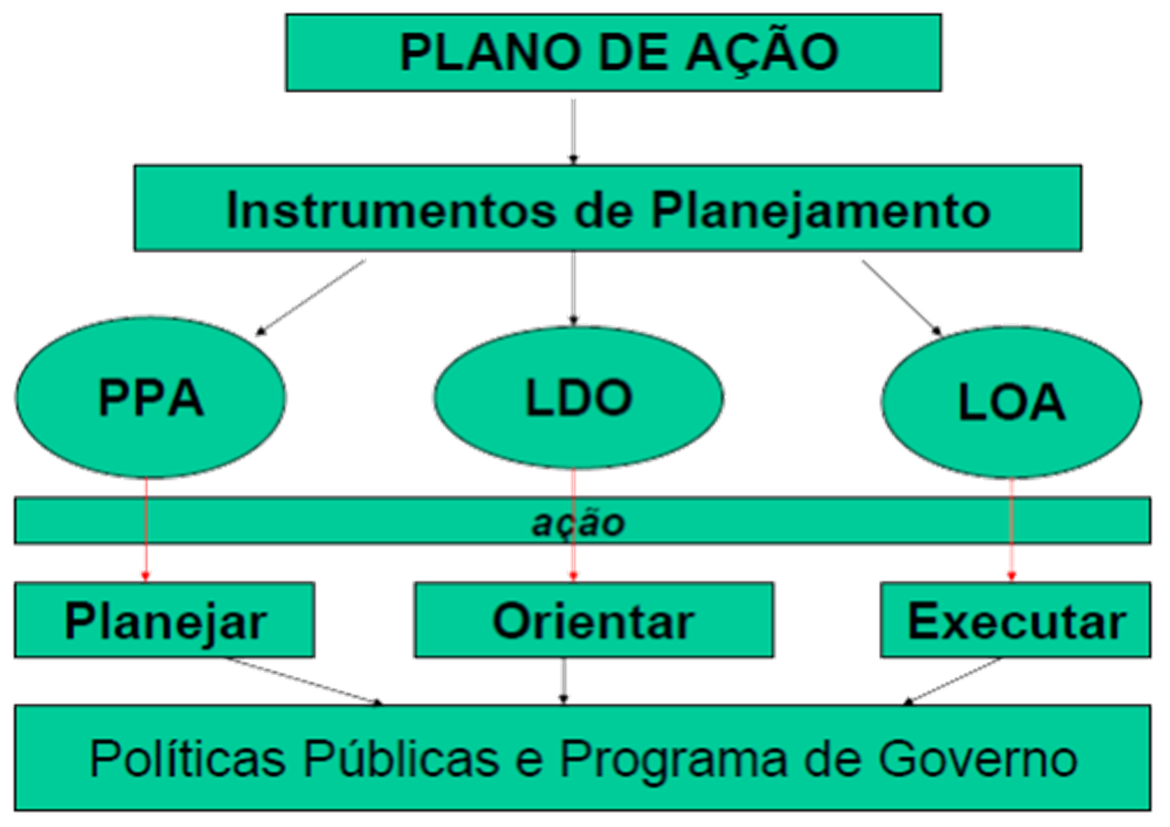 PLANO DE AÇÃO
Instrumentos de Planejamento
PPA
LDO
LOA
ação
Planejar
Orientar
Executar
Políticas Públicas e Programa de Governo